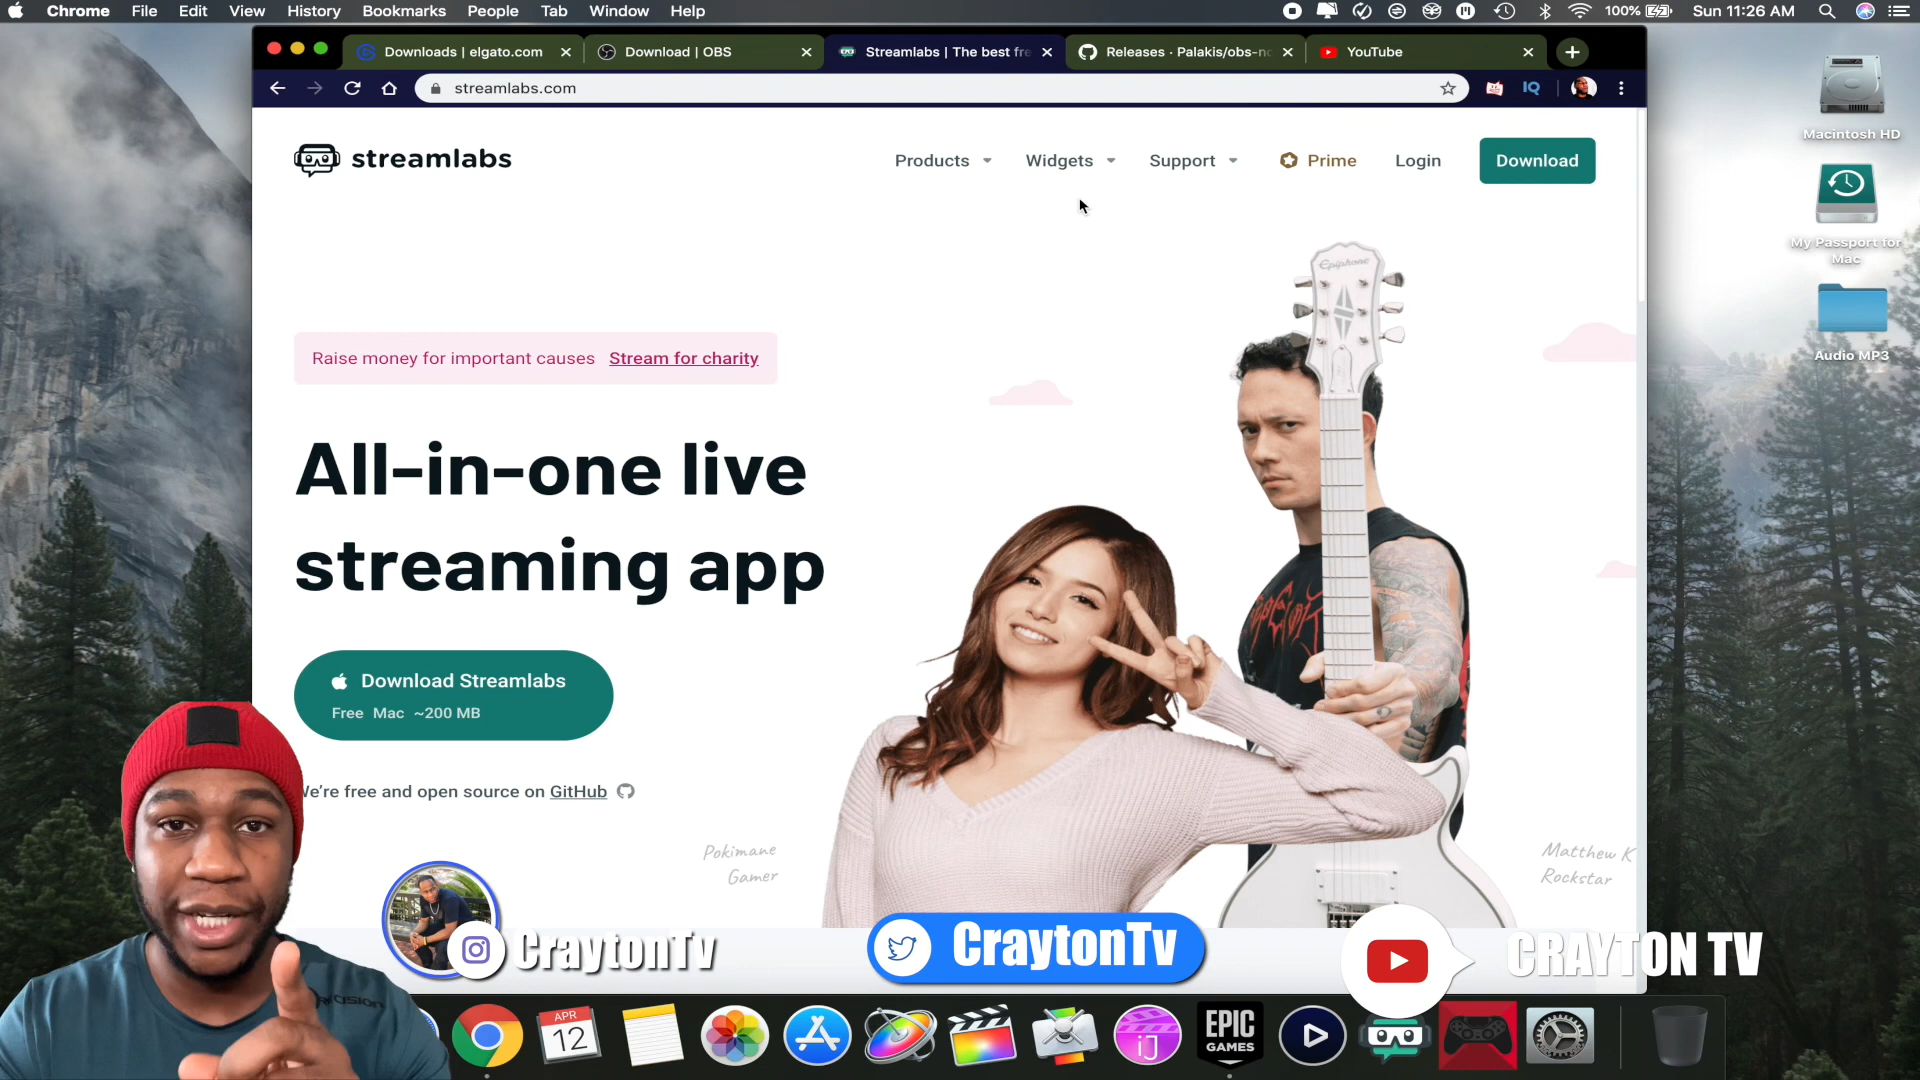 Chrome File Edit View History Bookmarks People Tab Window Help
100% Sun 11:26 AM
Downloads | elgato.com
Download | OBS
Streamlabs | The best fre
Releases · Palakis/obs-n
YouTube
streamlabs.com
IQ
streamlabs
Products Widgets Support Prime Login Download
Macintosh HD
My Passport for
Mac
Audio MP3
Epiphone
Raise money for important causes Stream for charity
All-in-one live
streaming app
Download Streamlabs
Free Mac ~200 MB
We're free and open source on GitHub
Pokimane
Gamer
Matthew K
Rockstar
CraytonTv
CraytonTv
CRAYTON TV
APR
12
EPIC
GAMES